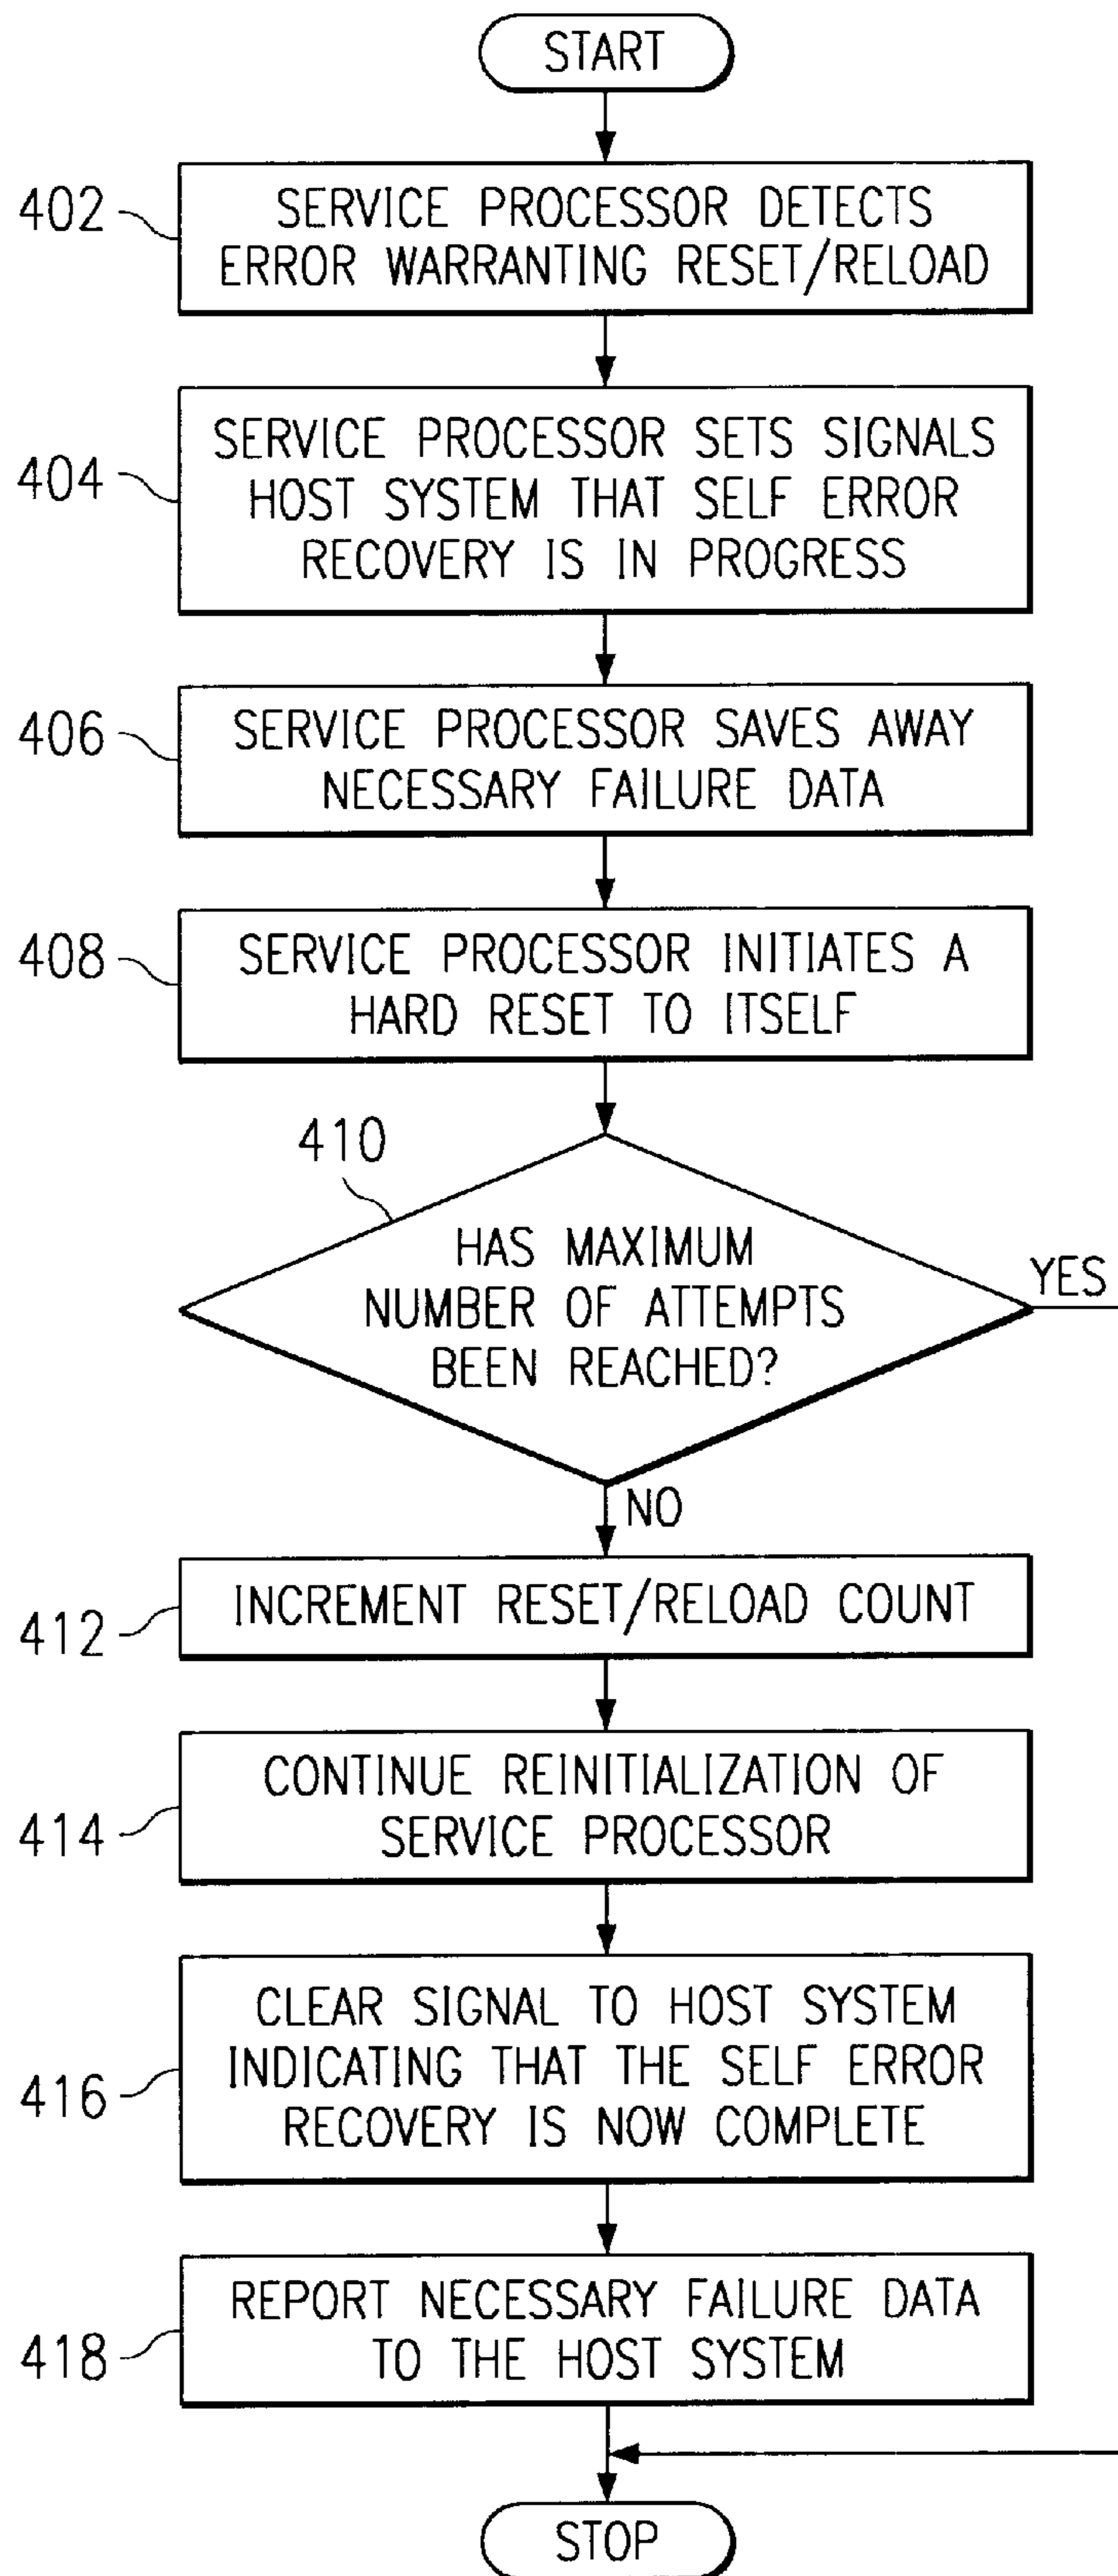 START
402
SERVICE PROCESSOR DETECTS
ERROR WARRANTING RESET/RELOAD
404
SERVICE PROCESSOR SETS SIGNALS
HOST SYSTEM THAT SELF ERROR
RECOVERY IS IN PROGRESS
406
SERVICE PROCESSOR SAVES AWAY
NECESSARY FAILURE DATA
408
SERVICE PROCESSOR INITIATES A
HARD RESET TO ITSELF
410
HAS MAXIMUM
NUMBER OF ATTEMPTS
BEEN REACHED?
YES
NO
412
INCREMENT RESET/RELOAD COUNT
414
CONTINUE REINITIALIZATION OF
SERVICE PROCESSOR
416
CLEAR SIGNAL TO HOST SYSTEM
INDICATING THAT THE SELF ERROR
RECOVERY IS NOW COMPLETE
418
REPORT NECESSARY FAILURE DATA
TO THE HOST SYSTEM
STOP